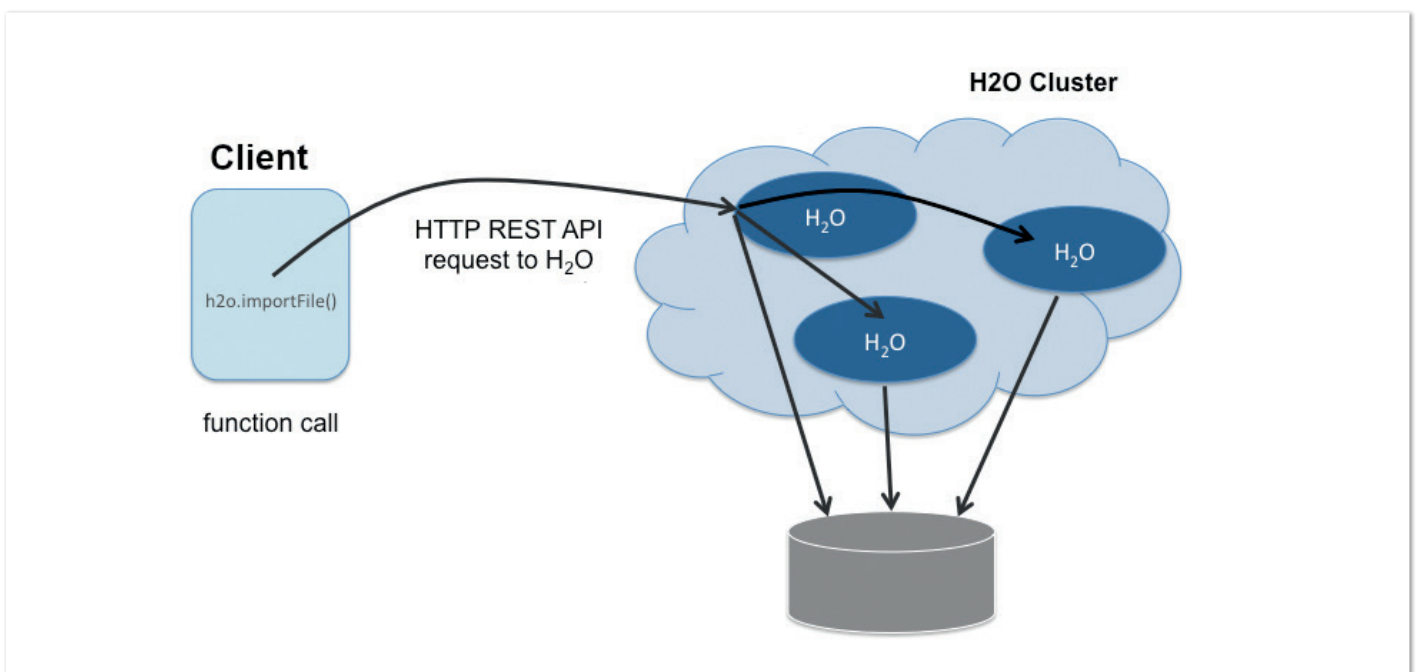 H2O Cluster
Client
HTTP REST API
request to H₂O
h2o.importFile()
function call
H₂O
H₂O
H₂O